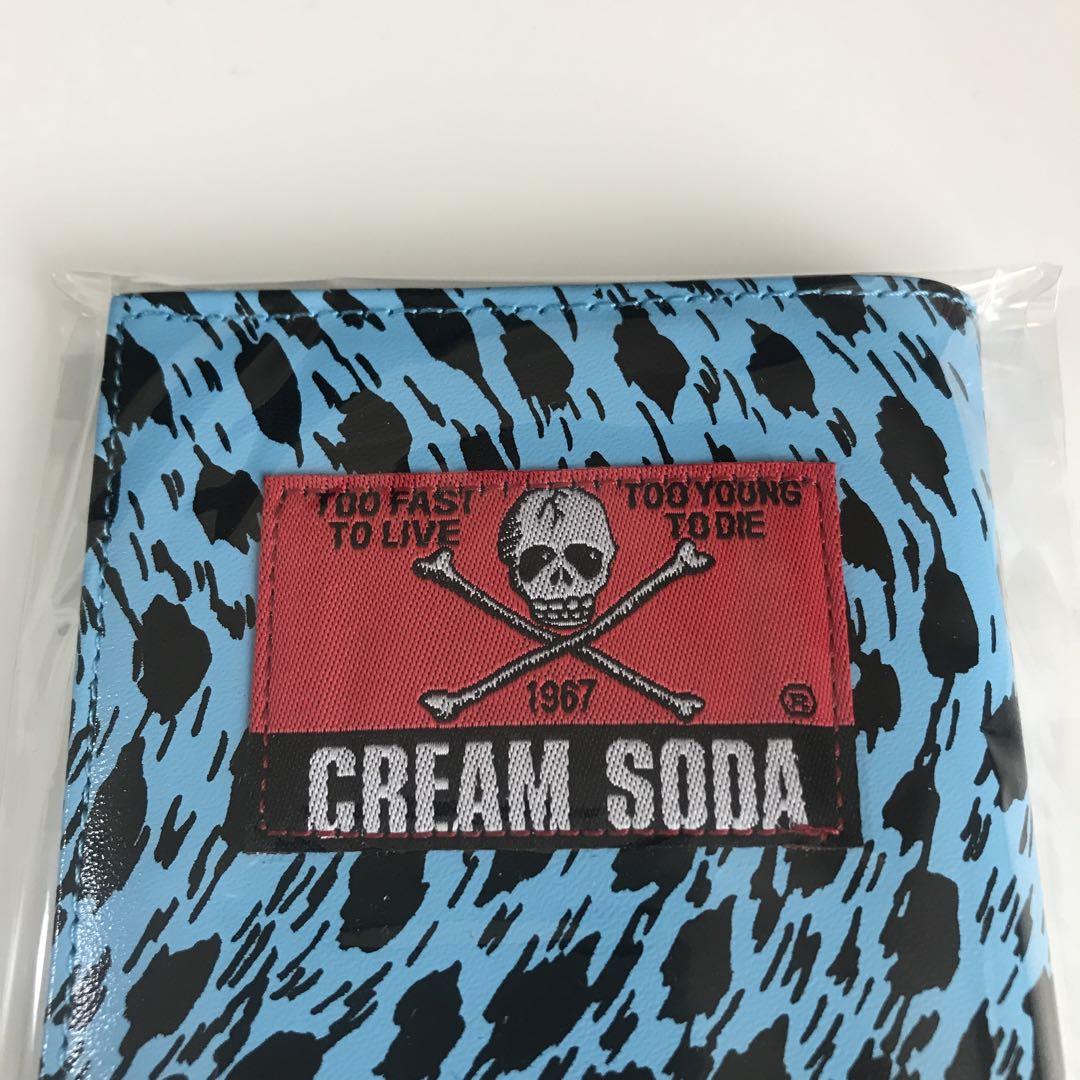 TOO FAST
TO LIVE
TOO YOUNG
TO DIE
1967
®
CREAM SODA